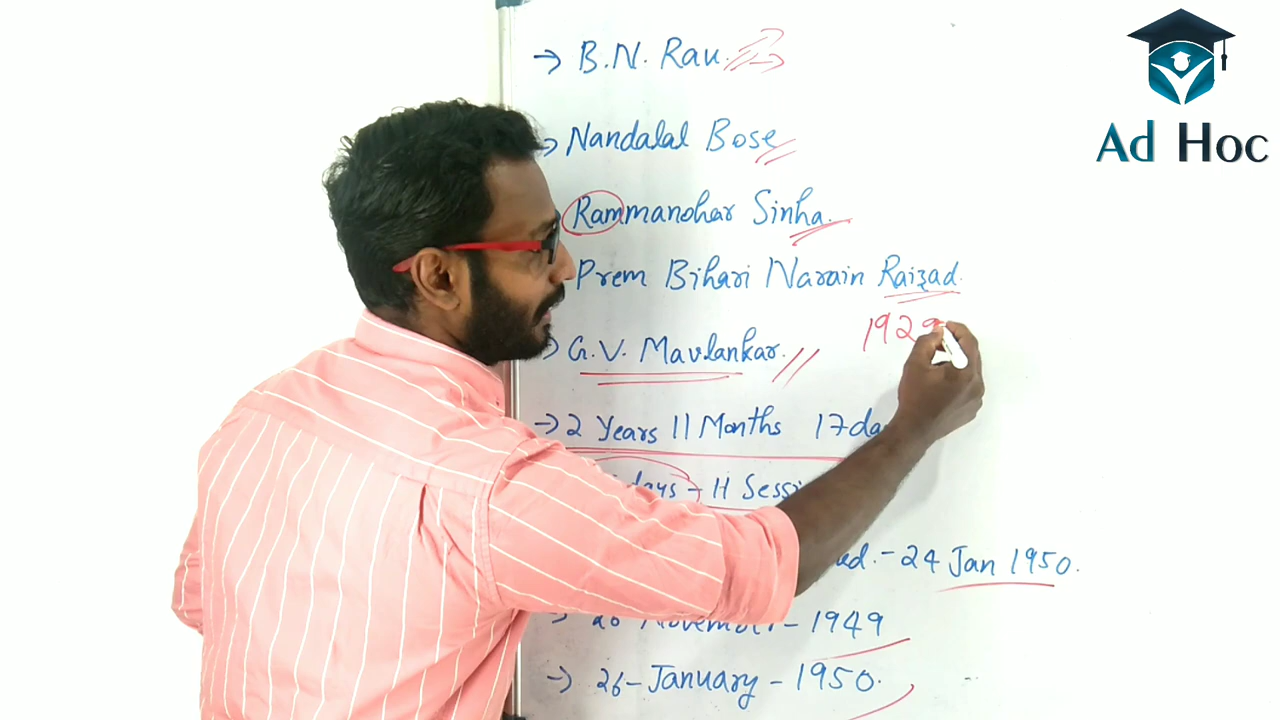 → B.N. Rau.
Ad Hoc
→ Nandalal Bose
Rammanohar Sinha.
Prem Bihari Narain Raizad.
1929
→ G.V. Mavlankar.
→ 2 Years 11 Months 17 da
days - 11 Sessi
ed. - 24 Jan 1950.
→ 26 November - 1949
→ 26 - January - 1950.